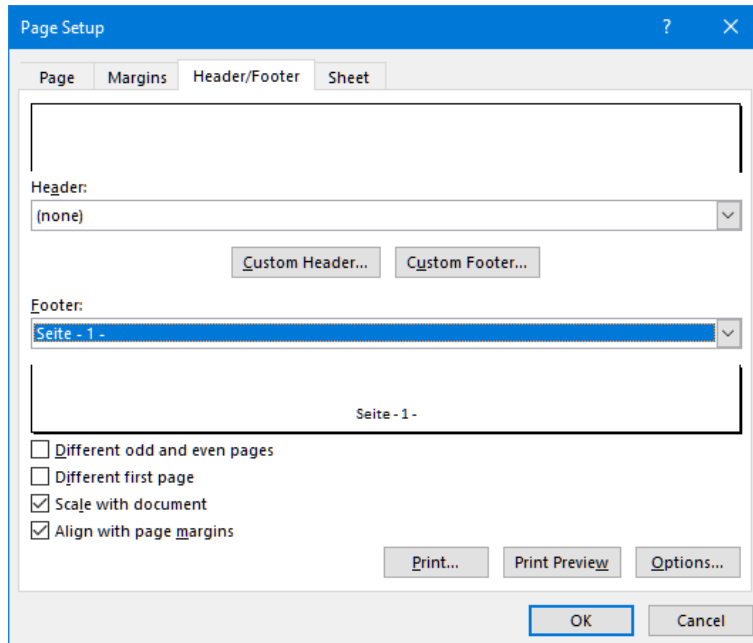 Page Setup ?
Page Margins Header/Footer Sheet
Header:
(none)
Custom Header... Custom Footer...
Footer:
Seite - 1 -
Seite - 1 -
Different odd and even pages
Different first page
Scale with document
Align with page margins
Print... Print Preview Options...
OK Cancel